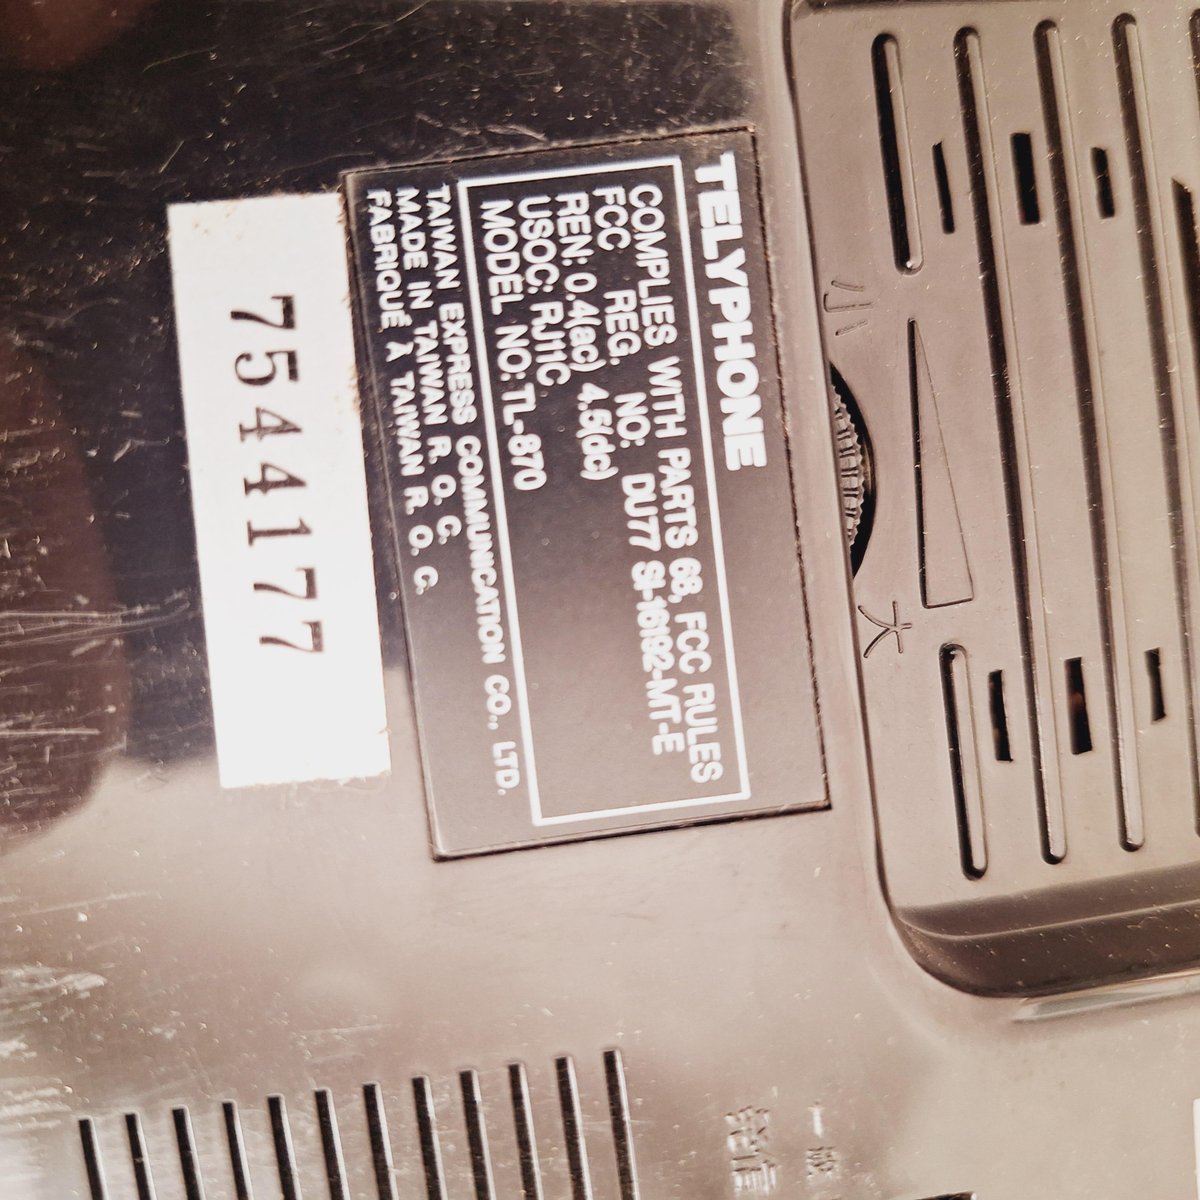 小 大
TELYPHONE
COMPLIES WITH PARTS 68, FCC RULES
FCC REG. NO: DU77 SI-16192-MT-E
REN: 0.4(ac) 4.5(dc)
USOC: RJ11C
MODEL NO: TL-870
TAIWAN EXPRESS COMMUNICATION CO., LTD.
MADE IN TAIWAN R. O. C.
FABRIQUÉ À TAIWAN R. O. C.
7544177